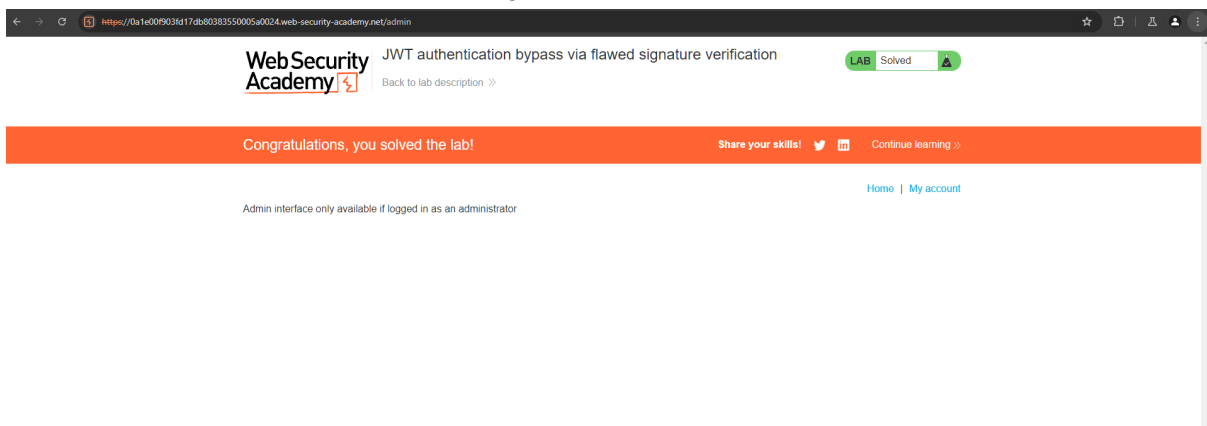 https://0a1e00f903fd17db80383550005a0024.web-security-academy.net/admin
Web Security
Academy
JWT authentication bypass via flawed signature verification
Back to lab description
LAB Solved
Congratulations, you solved the lab!
Share your skills!
Continue learning
Home | My account
Admin interface only available if logged in as an administrator